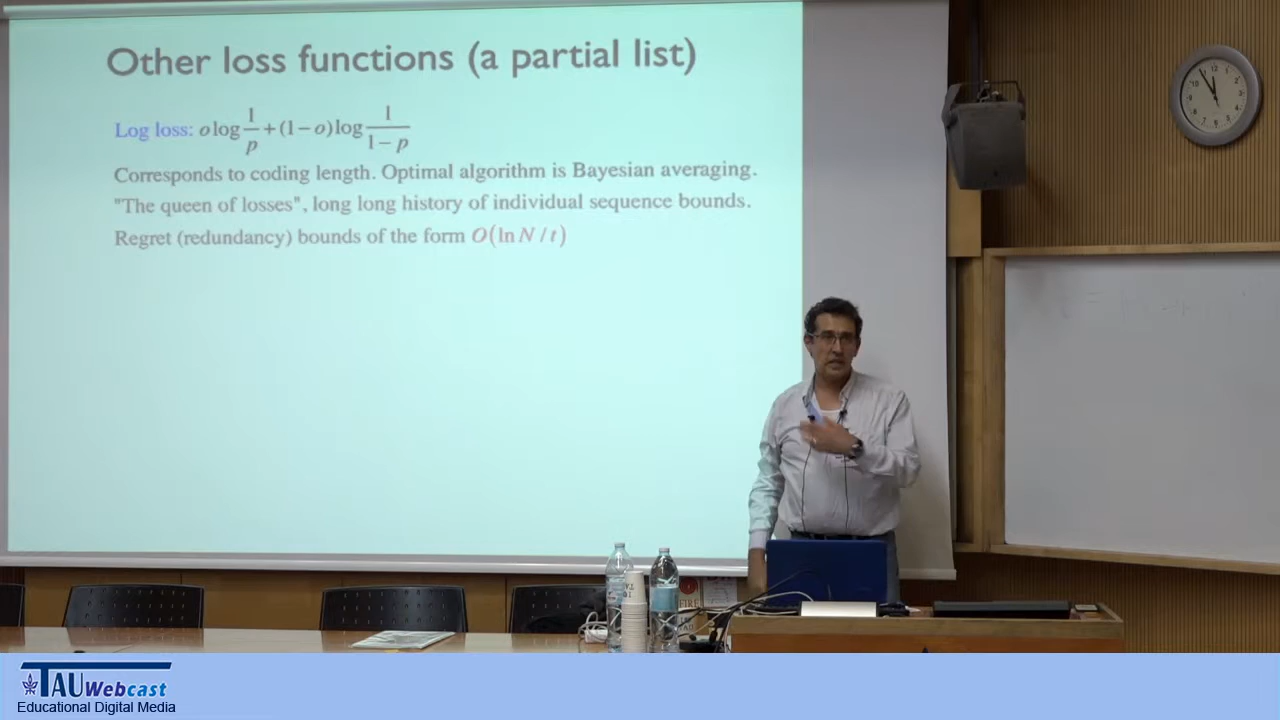 Other loss functions (a partial list)
Log loss: o log 1/p + (1 − o) log 1/(1 − p)
Corresponds to coding length. Optimal algorithm is Bayesian averaging.
"The queen of losses", long long history of individual sequence bounds.
Regret (redundancy) bounds of the form O(ln N / t)
TAU Webcast
Educational Digital Media